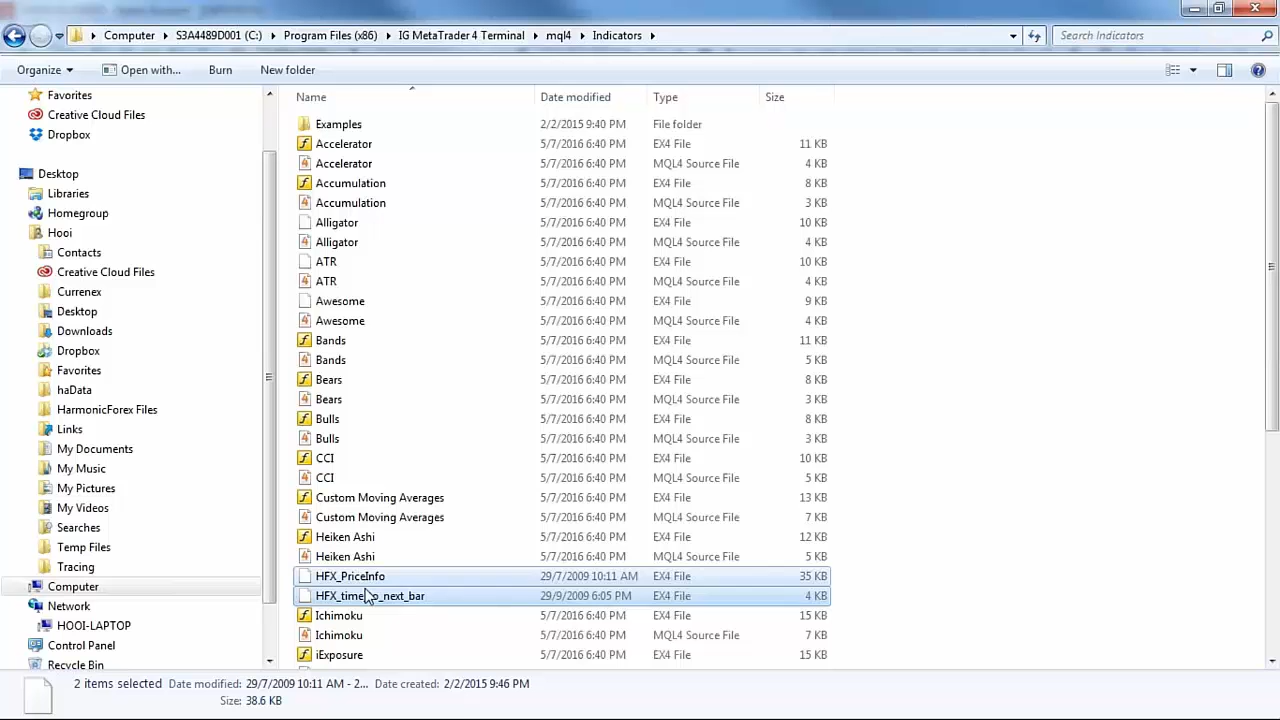 Computer S3A4489D001 (C:) Program Files (x86) IG MetaTrader 4 Terminal mql4 Indicators Search Indicators
Organize Open with... Burn New folder
Favorites
Creative Cloud Files
Dropbox
Desktop
Libraries
Homegroup
Hooi
Contacts
Creative Cloud Files
Currenex
Desktop
Downloads
Dropbox
Favorites
haData
HarmonicForex Files
Links
My Documents
My Music
My Pictures
My Videos
Searches
Temp Files
Tracing
Computer
Network
HOOI-LAPTOP
Control Panel
Recycle Bin
Name Date modified Type Size
Examples 2/2/2015 9:40 PM File folder
Accelerator 5/7/2016 6:40 PM EX4 File 11 KB
Accelerator 5/7/2016 6:40 PM MQL4 Source File 4 KB
Accumulation 5/7/2016 6:40 PM EX4 File 8 KB
Accumulation 5/7/2016 6:40 PM MQL4 Source File 3 KB
Alligator 5/7/2016 6:40 PM EX4 File 10 KB
Alligator 5/7/2016 6:40 PM MQL4 Source File 4 KB
ATR 5/7/2016 6:40 PM EX4 File 10 KB
ATR 5/7/2016 6:40 PM MQL4 Source File 4 KB
Awesome 5/7/2016 6:40 PM EX4 File 9 KB
Awesome 5/7/2016 6:40 PM MQL4 Source File 4 KB
Bands 5/7/2016 6:40 PM EX4 File 11 KB
Bands 5/7/2016 6:40 PM MQL4 Source File 5 KB
Bears 5/7/2016 6:40 PM EX4 File 8 KB
Bears 5/7/2016 6:40 PM MQL4 Source File 3 KB
Bulls 5/7/2016 6:40 PM EX4 File 8 KB
Bulls 5/7/2016 6:40 PM MQL4 Source File 3 KB
CCI 5/7/2016 6:40 PM EX4 File 10 KB
CCI 5/7/2016 6:40 PM MQL4 Source File 5 KB
Custom Moving Averages 5/7/2016 6:40 PM EX4 File 13 KB
Custom Moving Averages 5/7/2016 6:40 PM MQL4 Source File 7 KB
Heiken Ashi 5/7/2016 6:40 PM EX4 File 12 KB
Heiken Ashi 5/7/2016 6:40 PM MQL4 Source File 5 KB
HFX_PriceInfo 29/7/2009 10:11 AM EX4 File 35 KB
HFX_time_to_next_bar 29/9/2009 6:05 PM EX4 File 4 KB
Ichimoku 5/7/2016 6:40 PM EX4 File 15 KB
Ichimoku 5/7/2016 6:40 PM MQL4 Source File 7 KB
iExposure 5/7/2016 6:40 PM EX4 File 15 KB
2 items selected Date modified: 29/7/2009 10:11 AM - 2... Date created: 2/2/2015 9:46 PM
Size: 38.6 KB